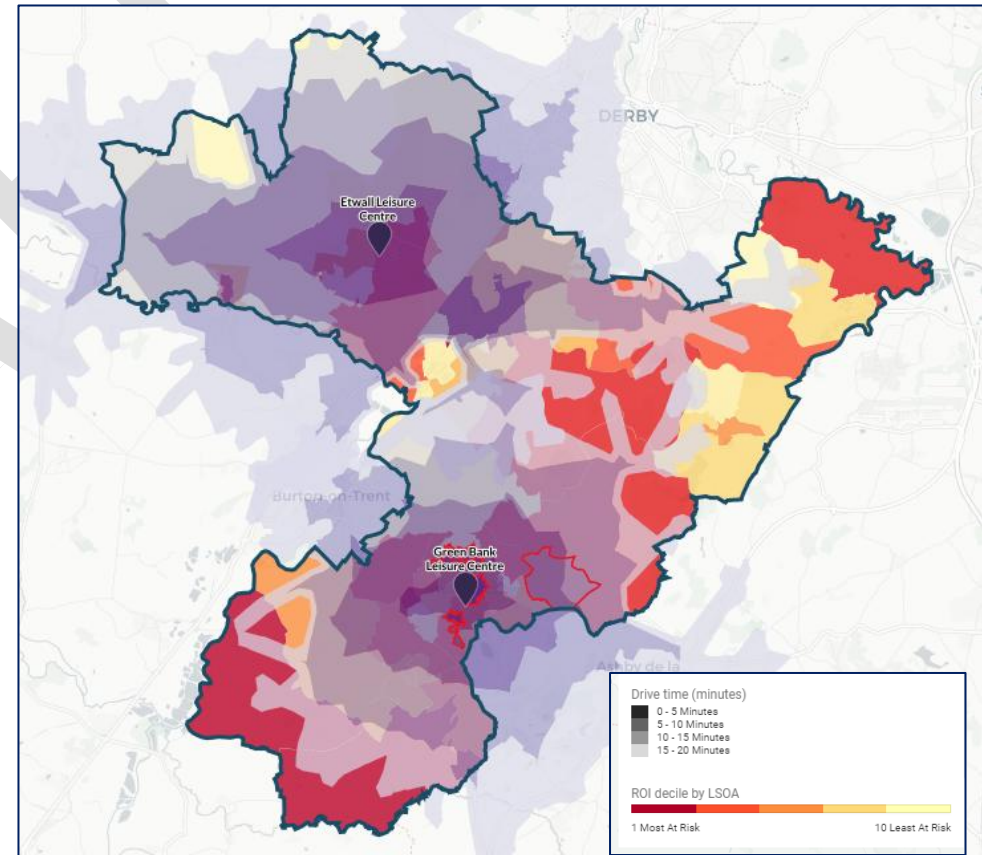 DERBY
Etwall Leisure
Centre
Burton-on-Trent
Green Bank
Leisure Centre
Ashby de la
Drive time (minutes)
0 - 5 Minutes
5 - 10 Minutes
10 - 15 Minutes
15 - 20 Minutes
ROI decile by LSOA
1 Most At Risk
10 Least At Risk